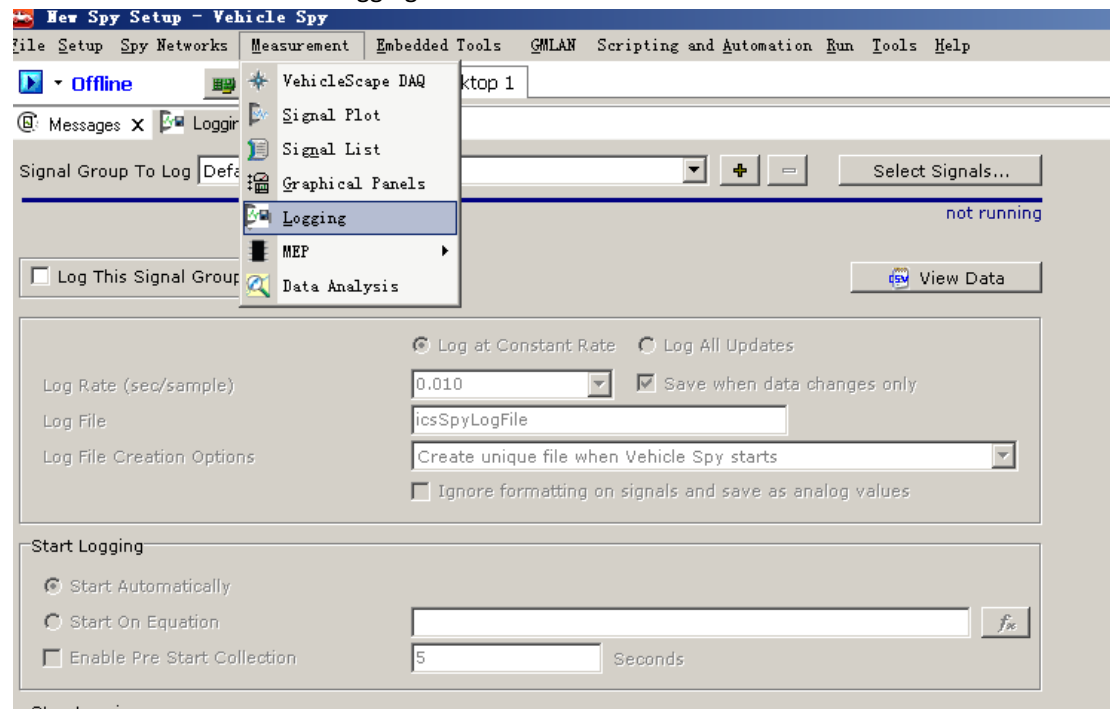 New Spy Setup - Vehicle Spy
File Setup Spy Networks Measurement Embedded Tools GMLAN Scripting and Automation Run Tools Help
Offline
ktop 1
VehicleScape DAQ
Messages X
Signal Plot
Signal List
Signal Group To Log
Select Signals...
Graphical Panels
Logging
not running
MEP
Log This Signal Group
View Data
Data Analysis
Log at Constant Rate Log All Updates
Log Rate (sec/sample) 0.010 Save when data changes only
Log File icsSpyLogFile
Log File Creation Options Create unique file when Vehicle Spy starts
Ignore formatting on signals and save as analog values
Start Logging
Start Automatically
Start On Equation fx
Enable Pre Start Collection 5 Seconds